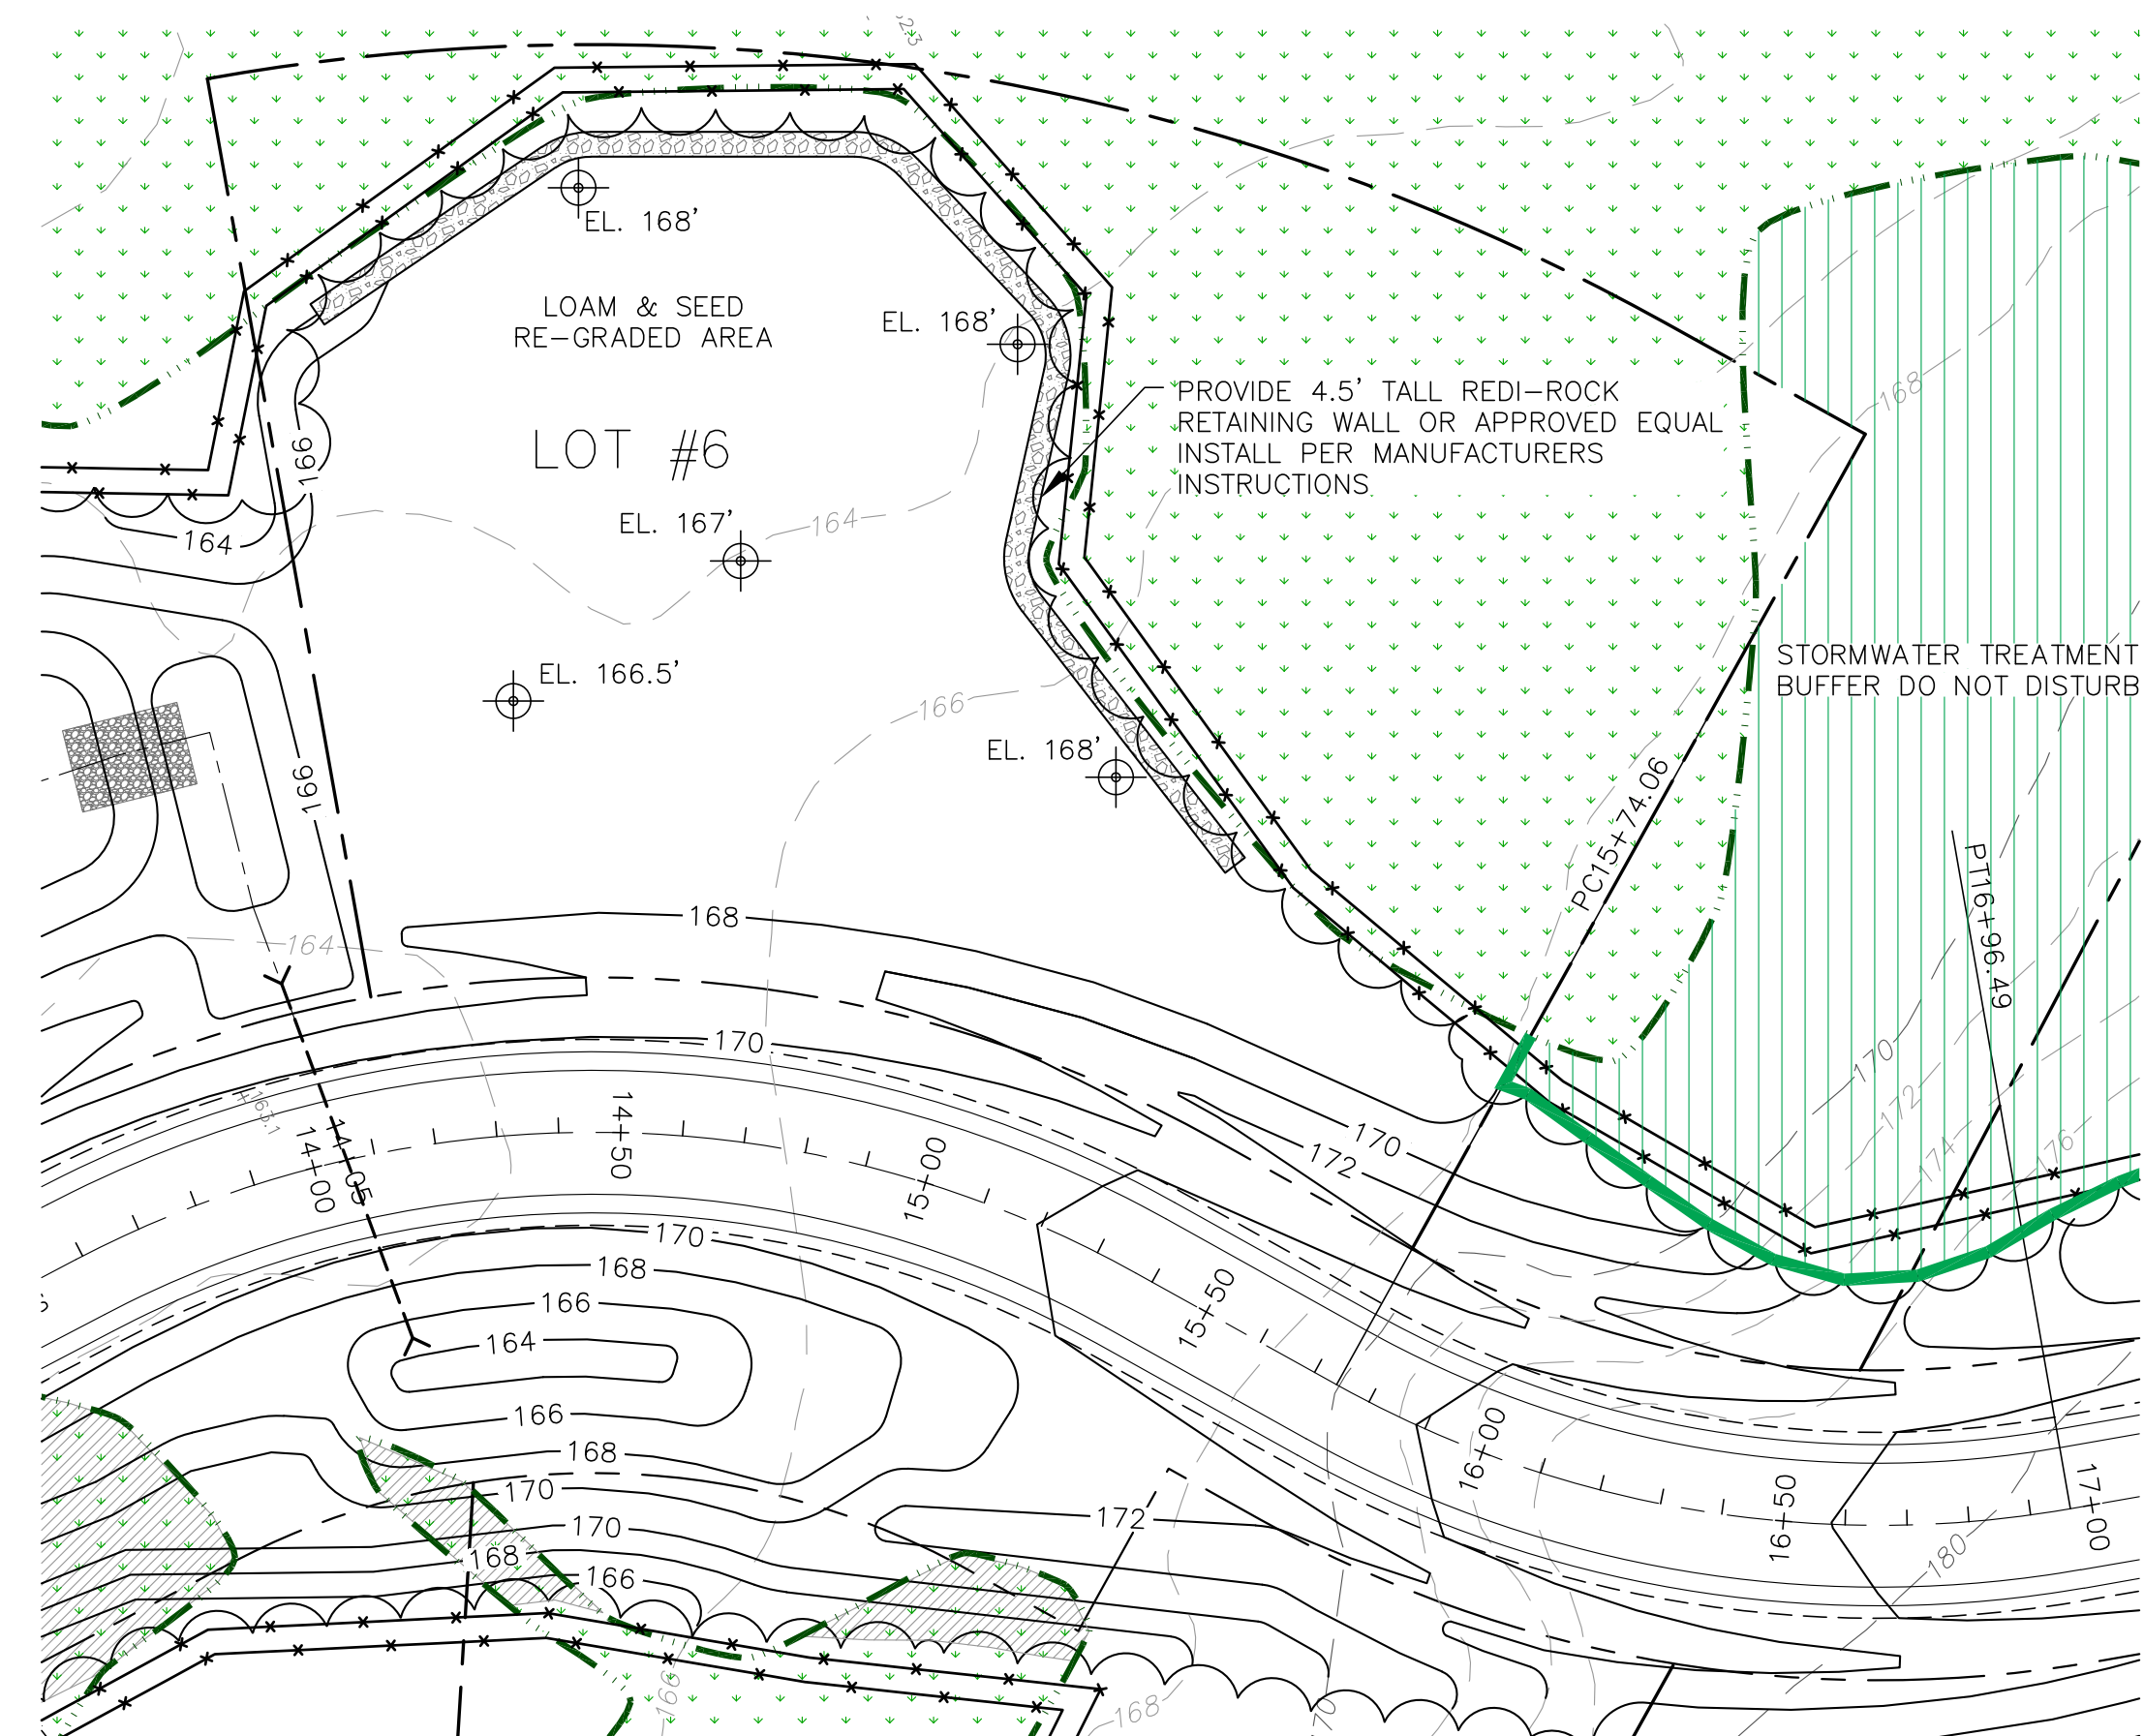 EL. 168'
LOAM & SEED
RE-GRADED AREA
EL. 168'
168
PROVIDE 4.5' TALL REDI-ROCK
RETAINING WALL OR APPROVED EQUAL
INSTALL PER MANUFACTURERS
INSTRUCTIONS
LOT #6
166
EL. 167'
164
164
STORMWATER TREATMENT
BUFFER DO NOT DISTURB
EL. 166.5'
166
EL. 168'
166
PC15+74.06
PT16+96.49
168
164
170
170
172
174
176
163.1
14+00
14+05
14+50
15+00
170
172
170
168
166
164
15+50
166
168
170
172
16+00
16+50
17+00
170
168
166
180
166
168
170